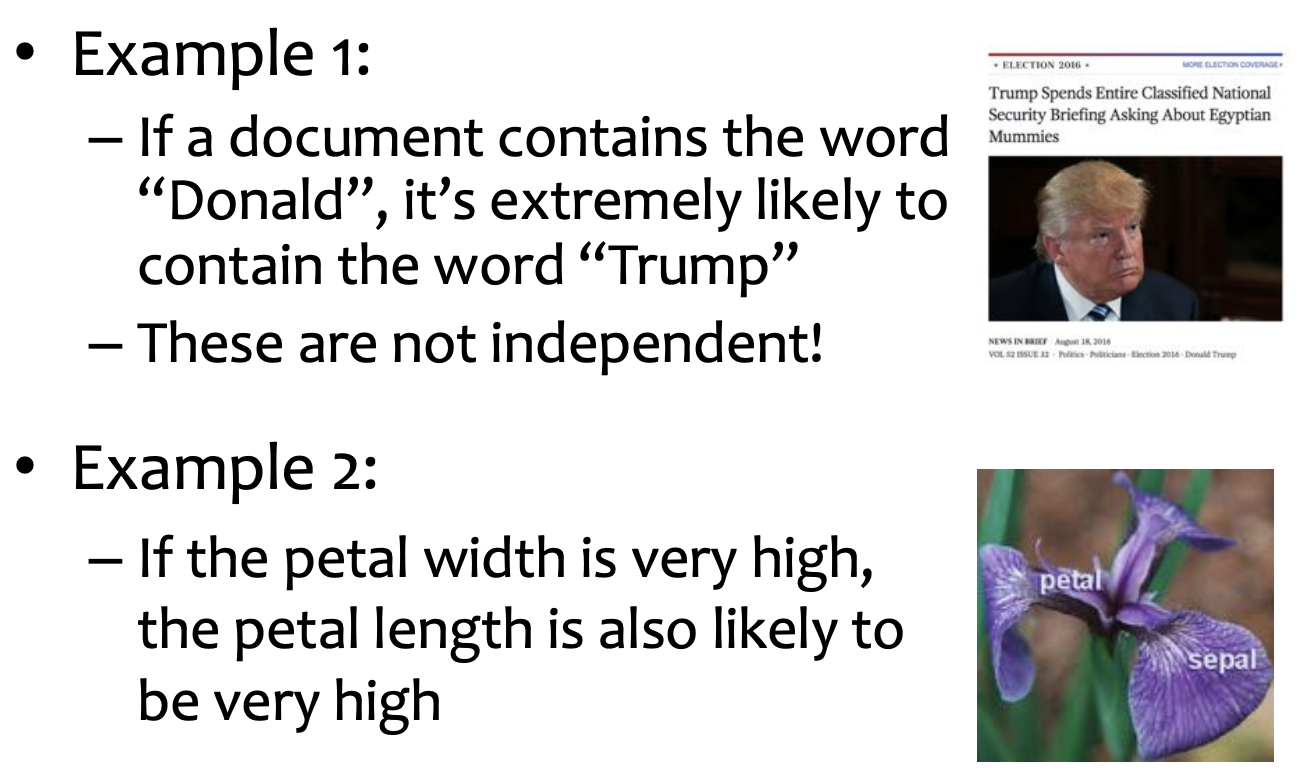 • Example 1:
– If a document contains the word
“Donald”, it’s extremely likely to
contain the word “Trump”
– These are not independent!
• ELECTION 2016 •
MORE ELECTION COVERAGE
Trump Spends Entire Classified National
Security Briefing Asking About Egyptian
Mummies
NEWS IN BRIEF August 18, 2016
VOL 52 ISSUE 32 · Politics · Politicians · Election 2016 · Donald Trump
• Example 2:
– If the petal width is very high,
the petal length is also likely to
be very high
petal
sepal